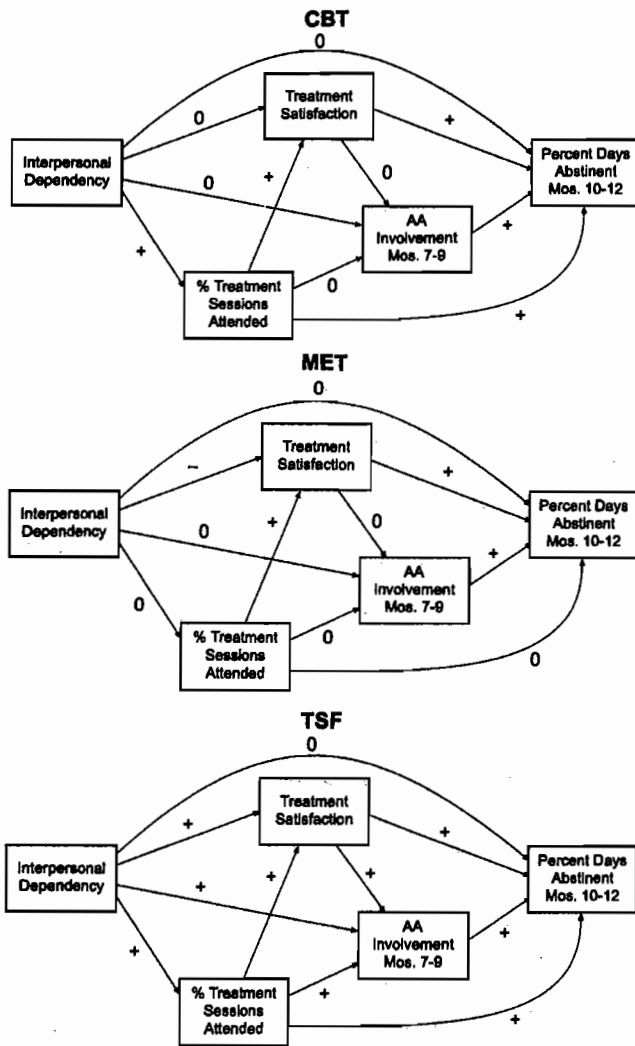 CBT
0
Treatment
Satisfaction
0
+
Interpersonal
Dependency
Percent Days
Abstinent
Mos. 10-12
+
0
0
AA
Involvement
Mos. 7-9
+
+
% Treatment
Sessions
Attended
0
+
MET
0
Treatment
Satisfaction
–
+
Interpersonal
Dependency
Percent Days
Abstinent
Mos. 10-12
+
0
0
AA
Involvement
Mos. 7-9
+
0
% Treatment
Sessions
Attended
0
0
TSF
0
Treatment
Satisfaction
+
+
Interpersonal
Dependency
Percent Days
Abstinent
Mos. 10-12
+
+
+
AA
Involvement
Mos. 7-9
+
+
% Treatment
Sessions
Attended
+
+